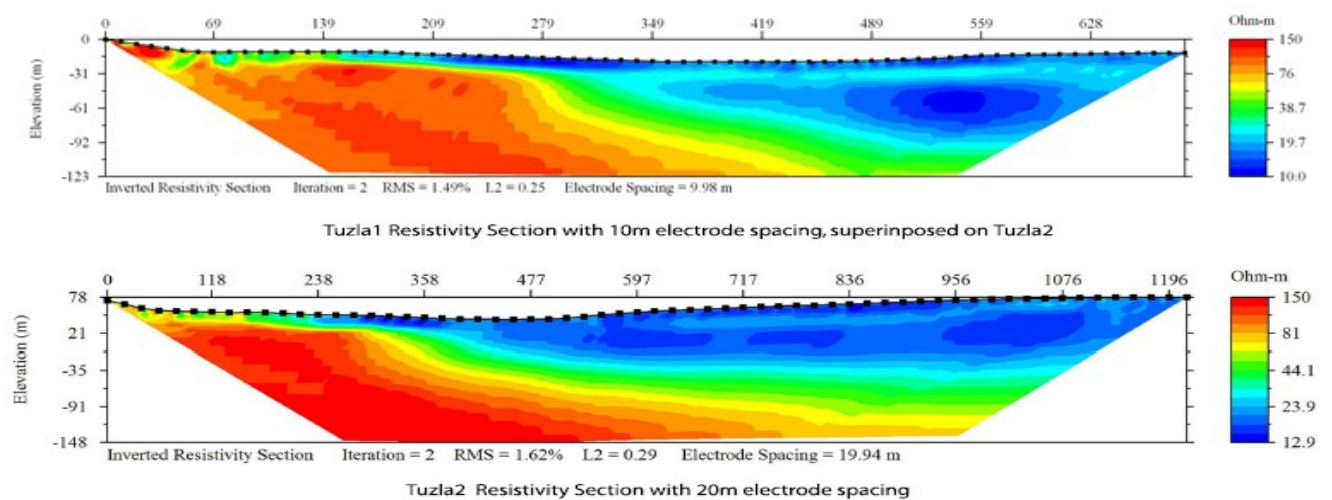 0 69 139 209 279 349 419 489 559 628
Ohm-m
0
-31
-61
-92
-123
Elevation (m)
150
76
38.7
19.7
10.0
Inverted Resistivity Section Iteration = 2 RMS = 1.49% L2 = 0.25 Electrode Spacing = 9.98 m
Tuzla1 Resistivity Section with 10m electrode spacing, superinposed on Tuzla2
0 118 238 358 477 597 717 836 956 1076 1196
Ohm-m
78
21
-35
-91
-148
Elevation (m)
150
81
44.1
23.9
12.9
Inverted Resistivity Section Iteration = 2 RMS = 1.62% L2 = 0.29 Electrode Spacing = 19.94 m
Tuzla2 Resistivity Section with 20m electrode spacing